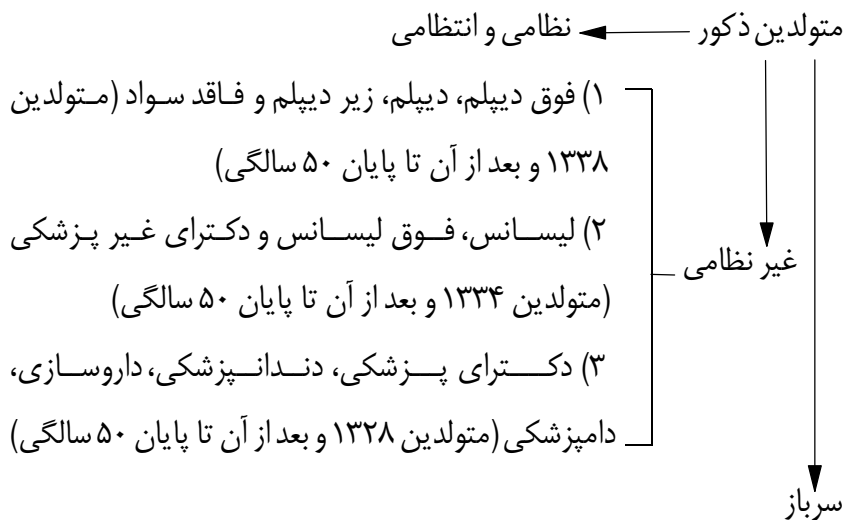 متولدین ذکور
نظامی و انتظامی
۱) فوق دیپلم، دیپلم، زیر دیپلم و فاقد سواد (متولدین
۱۳۳۸ و بعد از آن تا پایان ۵۰ سالگی)
۲) لیسانس، فوق لیسانس و دکترای غیر پزشکی
(متولدین ۱۳۳۴ و بعد از آن تا پایان ۵۰ سالگی)
غیر نظامی
۳) دکترای پزشکی، دندانپزشکی، داروسازی،
دامپزشکی (متولدین ۱۳۲۸ و بعد از آن تا پایان ۵۰ سالگی)
سرباز